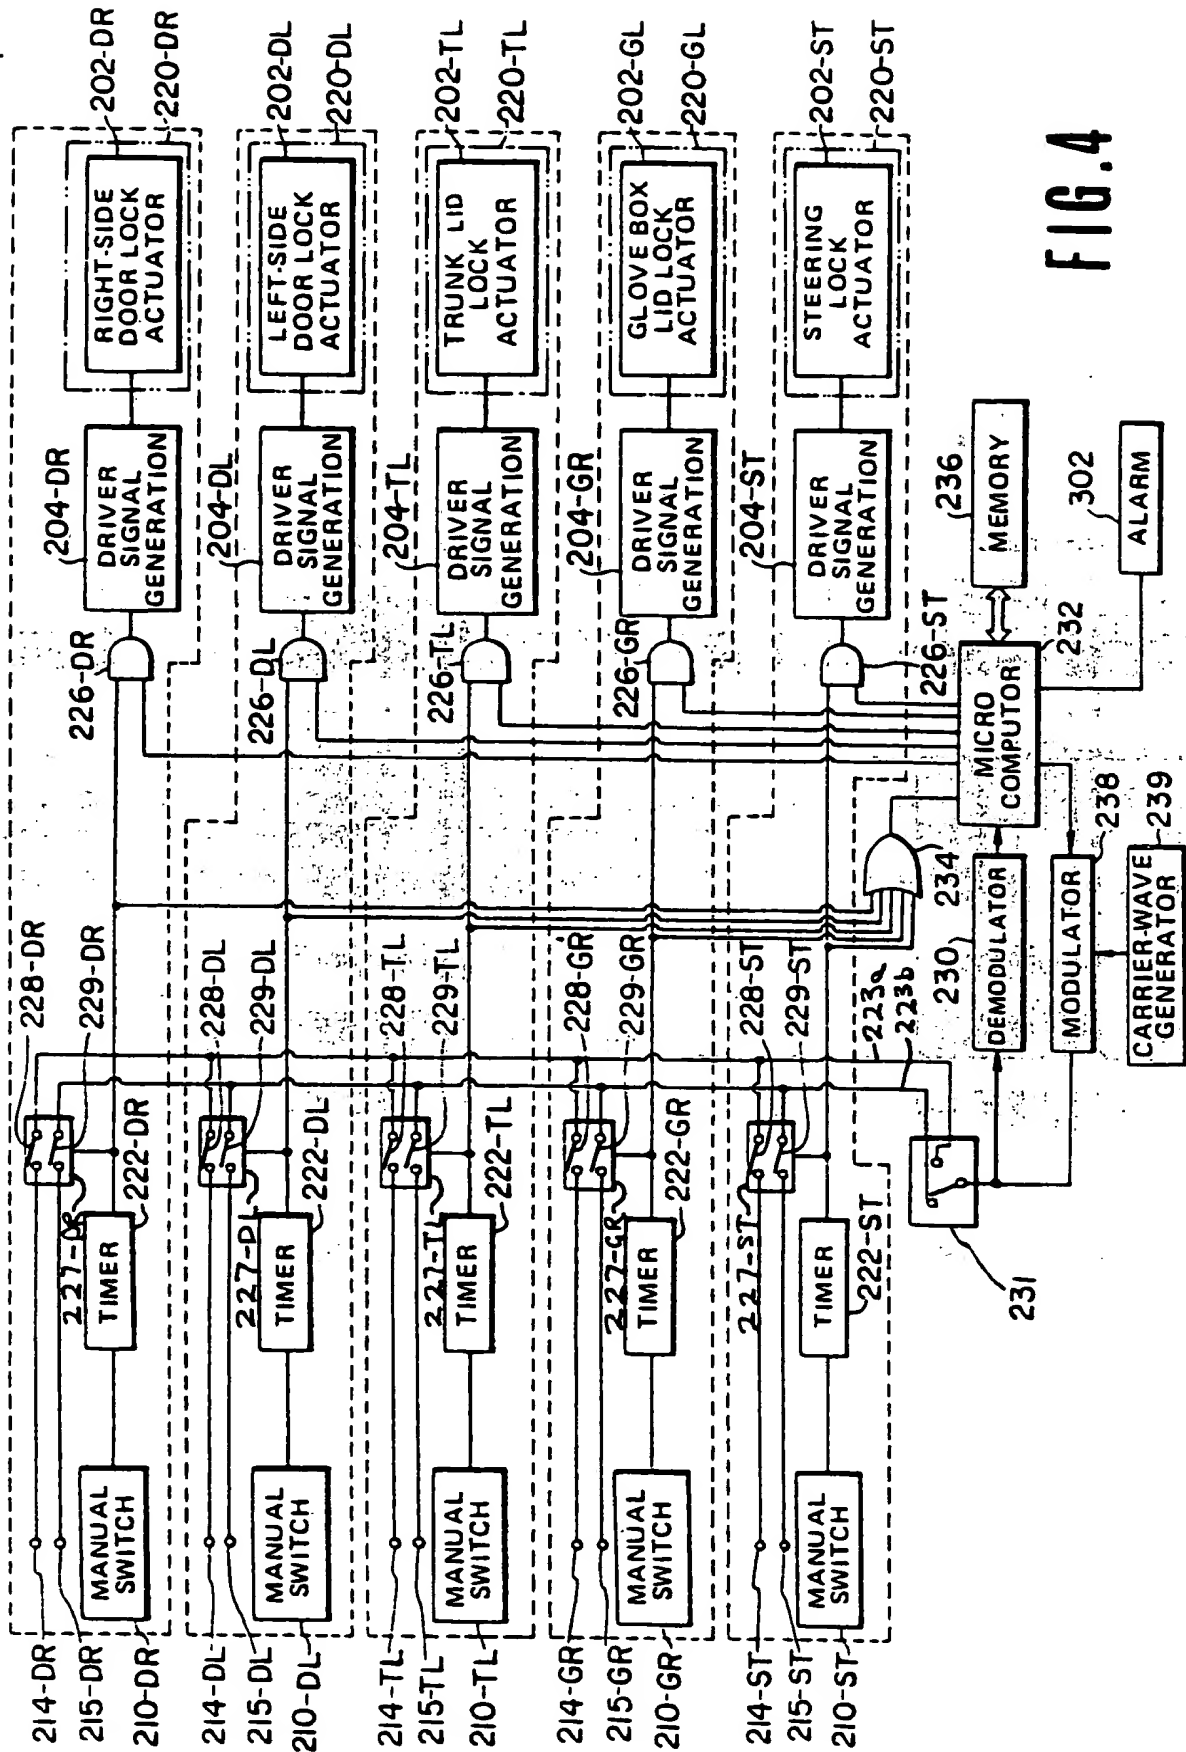 214-DR
215-DR
210-DR
MANUAL
SWITCH
228-DR
229-DR
227-DR
TIMER
222-DR
226-DR
204-DR
DRIVER
SIGNAL
GENERATION
RIGHT-SIDE
DOOR LOCK
ACTUATOR
202-DR
220-DR
214-DL
215-DL
210-DL
MANUAL
SWITCH
228-DL
229-DL
227-DL
TIMER
222-DL
226-DL
204-DL
DRIVER
SIGNAL
GENERATION
LEFT-SIDE
DOOR LOCK
ACTUATOR
202-DL
220-DL
214-TL
215-TL
210-TL
MANUAL
SWITCH
228-TL
229-TL
227-TL
TIMER
222-TL
226-TL
204-TL
DRIVER
SIGNAL
GENERATION
TRUNK LID
LOCK
ACTUATOR
202-TL
220-TL
214-GR
215-GR
210-GR
MANUAL
SWITCH
228-GR
229-GR
227-GR
TIMER
222-GR
226-GR
204-GR
DRIVER
SIGNAL
GENERATION
GLOVE BOX
LID LOCK
ACTUATOR
202-GL
220-GL
214-ST
215-ST
210-ST
MANUAL
SWITCH
228-ST
229-ST
227-ST
TIMER
222-ST
223a
223b
226-ST
204-ST
DRIVER
SIGNAL
GENERATION
STEERING
LOCK
ACTUATOR
202-ST
220-ST
231
234
230
DEMODULATOR
MODULATOR
238
CARRIER-WAVE
GENERATOR
239
MICRO
COMPUTOR
232
MEMORY
236
ALARM
302
FIG.4